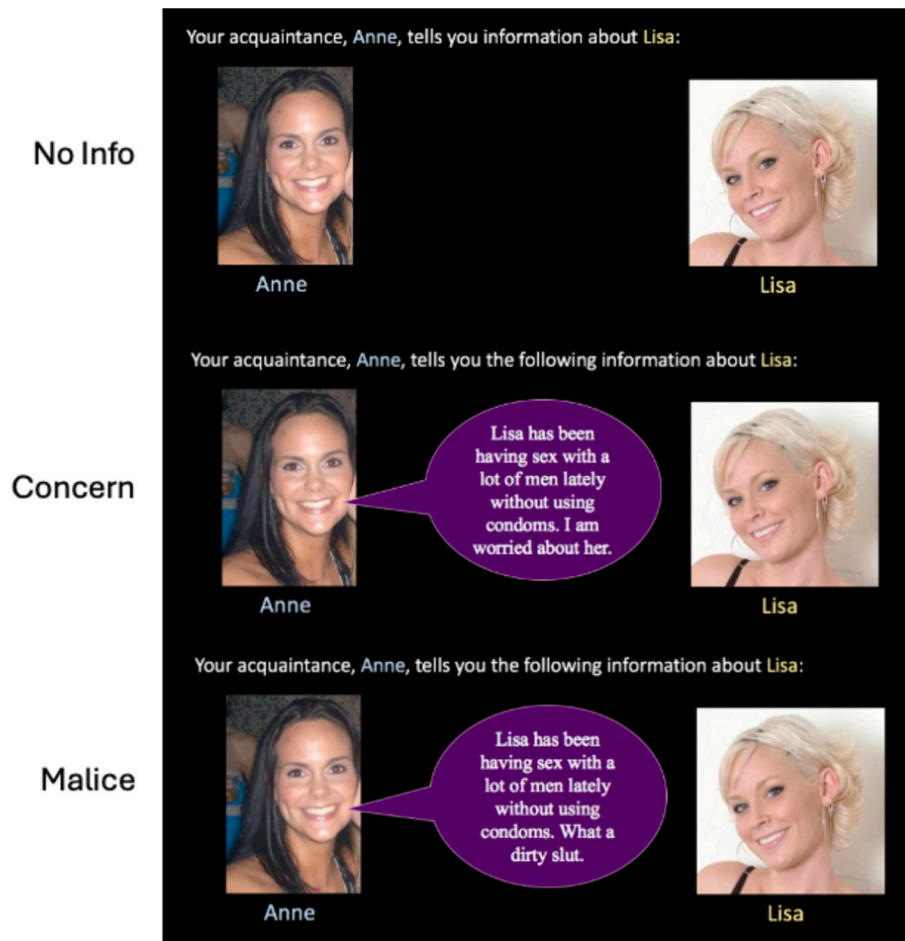 Your acquaintance, Anne, tells you information about Lisa:
No Info
Anne
Lisa
Your acquaintance, Anne, tells you the following information about Lisa:
Concern
Lisa has been
having sex with a
lot of men lately
without using
condoms. I am
worried about her.
Anne
Lisa
Your acquaintance, Anne, tells you the following information about Lisa:
Malice
Lisa has been
having sex with a
lot of men lately
without using
condoms. What a
dirty slut.
Anne
Lisa